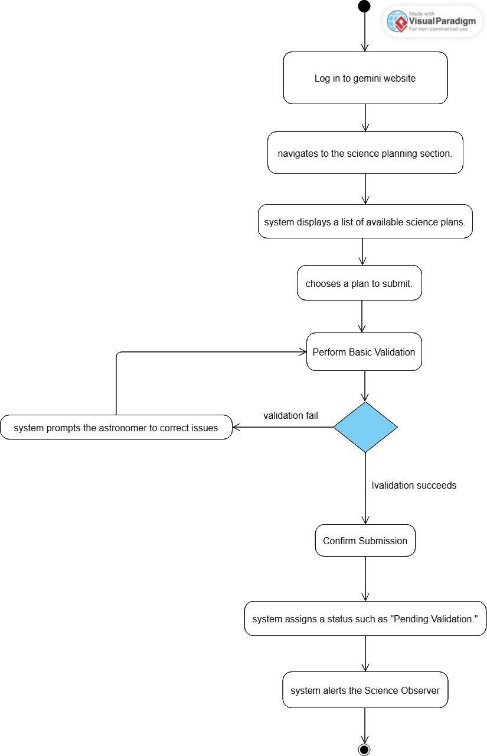 Made with
Visual Paradigm
For non-commercial use
Log in to gemini website
navigates to the science planning section.
system displays a list of available science plans.
chooses a plan to submit.
Perform Basic Validation
validation fail
system prompts the astronomer to correct issues
lvalidation succeeds
Confirm Submission
system assigns a status such as "Pending Validation "
system alerts the Science Observer